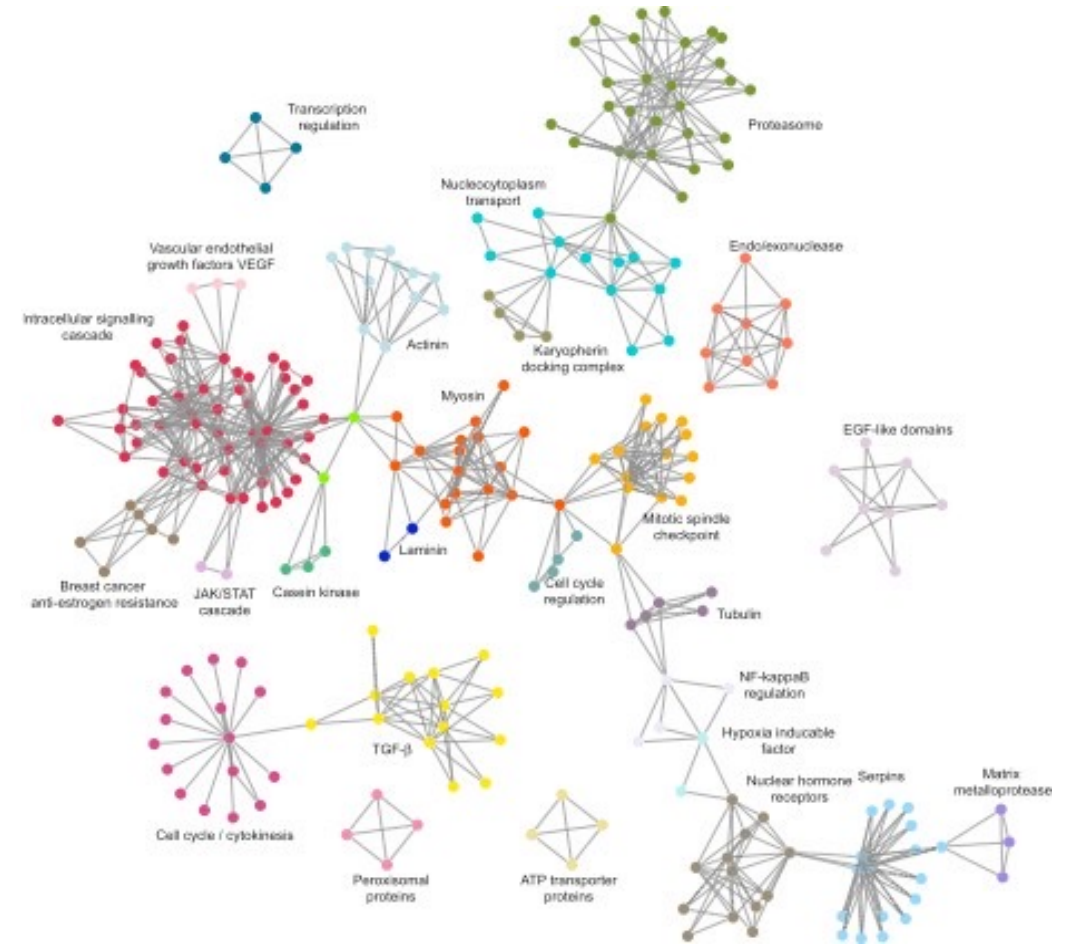 Transcription
regulation
Proteasome
Nucleocytoplasm
transport
Vascular endothelial
growth factors VEGF
Endo/exonuclease
Intracellular signalling
cascade
Actinin
Karyopherin
docking complex
Myosin
EGF-like domains
Mitotic spindle
checkpoint
Laminin
Breast cancer
anti-estrogen resistance
JAK/STAT
cascade
Casein kinase
Cell cycle
regulation
Tubulin
NF-kappaB
regulation
TGF-β
Hypoxia inducable
factor
Nuclear hormone
receptors
Serpins
Matrix
metalloprotease
Cell cycle / cytokinesis
Peroxisomal
proteins
ATP transporter
proteins